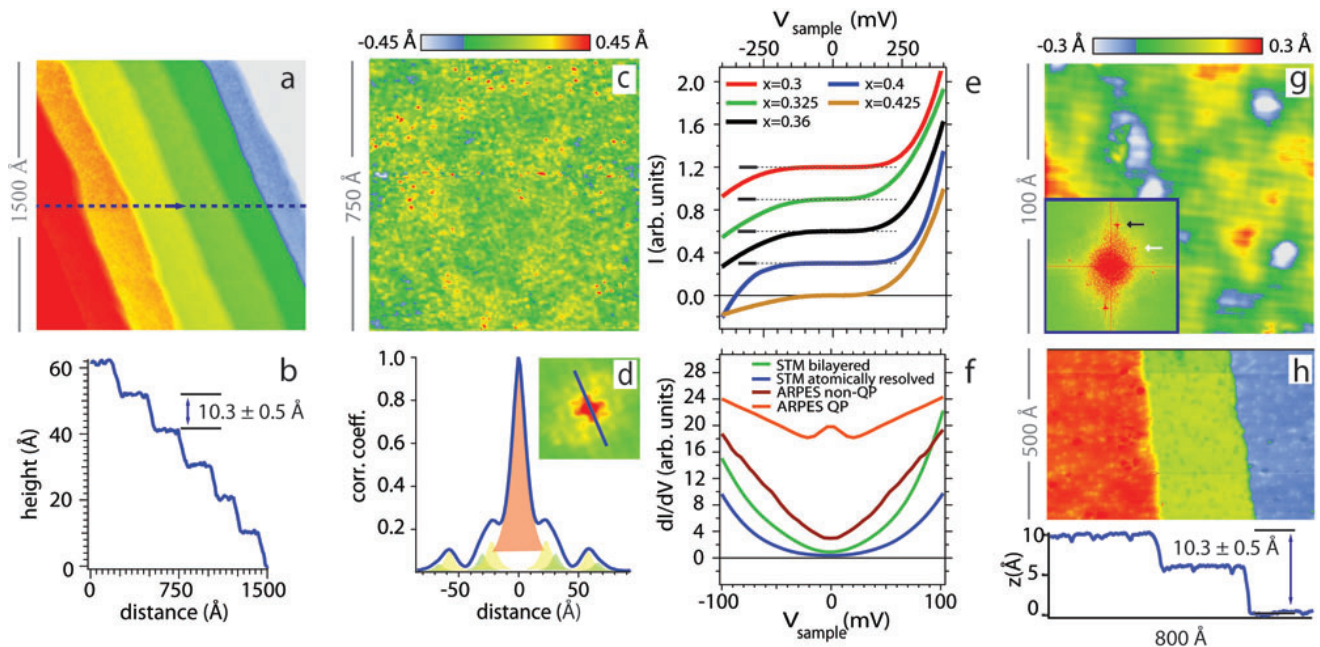 a
1500 Å
b
60
40
20
0
height (Å)
10.3 ± 0.5 Å
0
750
1500
distance (Å)
-0.45 Å
0.45 Å
c
750 Å
d
1.0
0.8
0.6
0.4
0.2
corr. coeff.
-50
0
50
distance (Å)
V sample (mV)
-250
0
250
e
x=0.3
x=0.4
x=0.325
x=0.425
x=0.36
2.0
1.6
1.2
0.8
0.4
0.0
I (arb. units)
f
STM bilayered
STM atomically resolved
ARPES non-QP
ARPES QP
28
24
20
16
12
8
4
0
dI/dV (arb. units)
-100
0
100
V sample (mV)
-0.3 Å
0.3 Å
g
100 Å
h
500 Å
10
5
0
z(Å)
10.3 ± 0.5 Å
800 Å